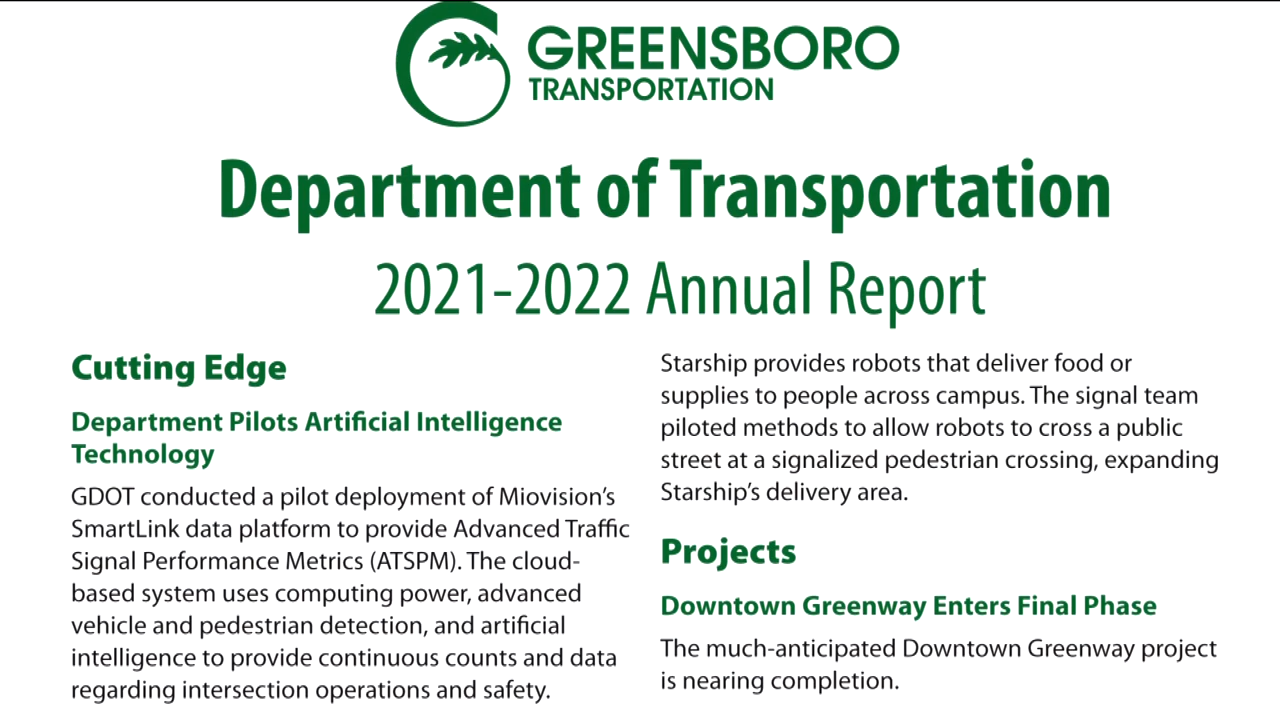 GREENSBORO
TRANSPORTATION
Department of Transportation
2021-2022 Annual Report
Cutting Edge
Department Pilots Artificial Intelligence
Technology
GDOT conducted a pilot deployment of Miovision's
SmartLink data platform to provide Advanced Traffic
Signal Performance Metrics (ATSPM). The cloud-
based system uses computing power, advanced
vehicle and pedestrian detection, and artificial
intelligence to provide continuous counts and data
regarding intersection operations and safety.
Starship provides robots that deliver food or
supplies to people across campus. The signal team
piloted methods to allow robots to cross a public
street at a signalized pedestrian crossing, expanding
Starship's delivery area.
Projects
Downtown Greenway Enters Final Phase
The much-anticipated Downtown Greenway project
is nearing completion.